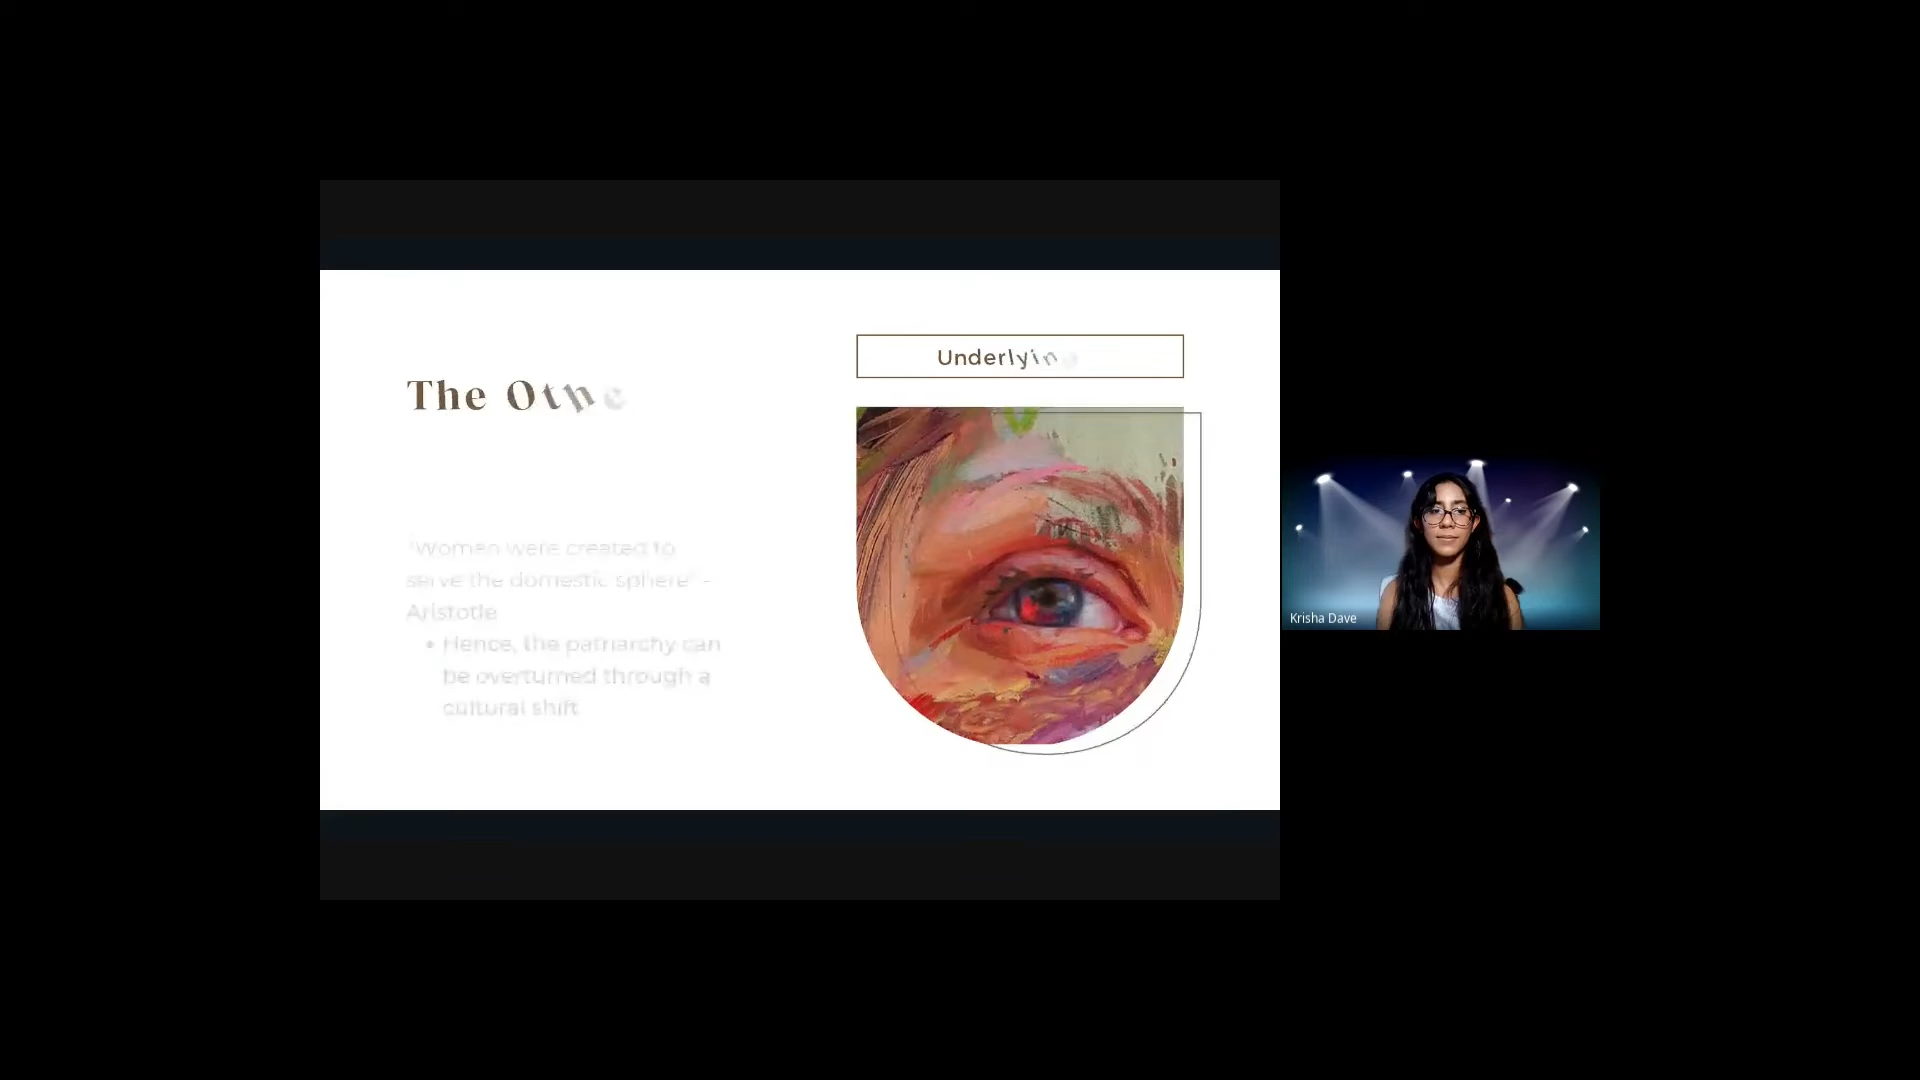 The Othe
"Women were created to
serve the domestic sphere" -
Aristotle
• Hence, the patriarchy can
be overturned through a
cultural shift
Underlying
Krisha Dave